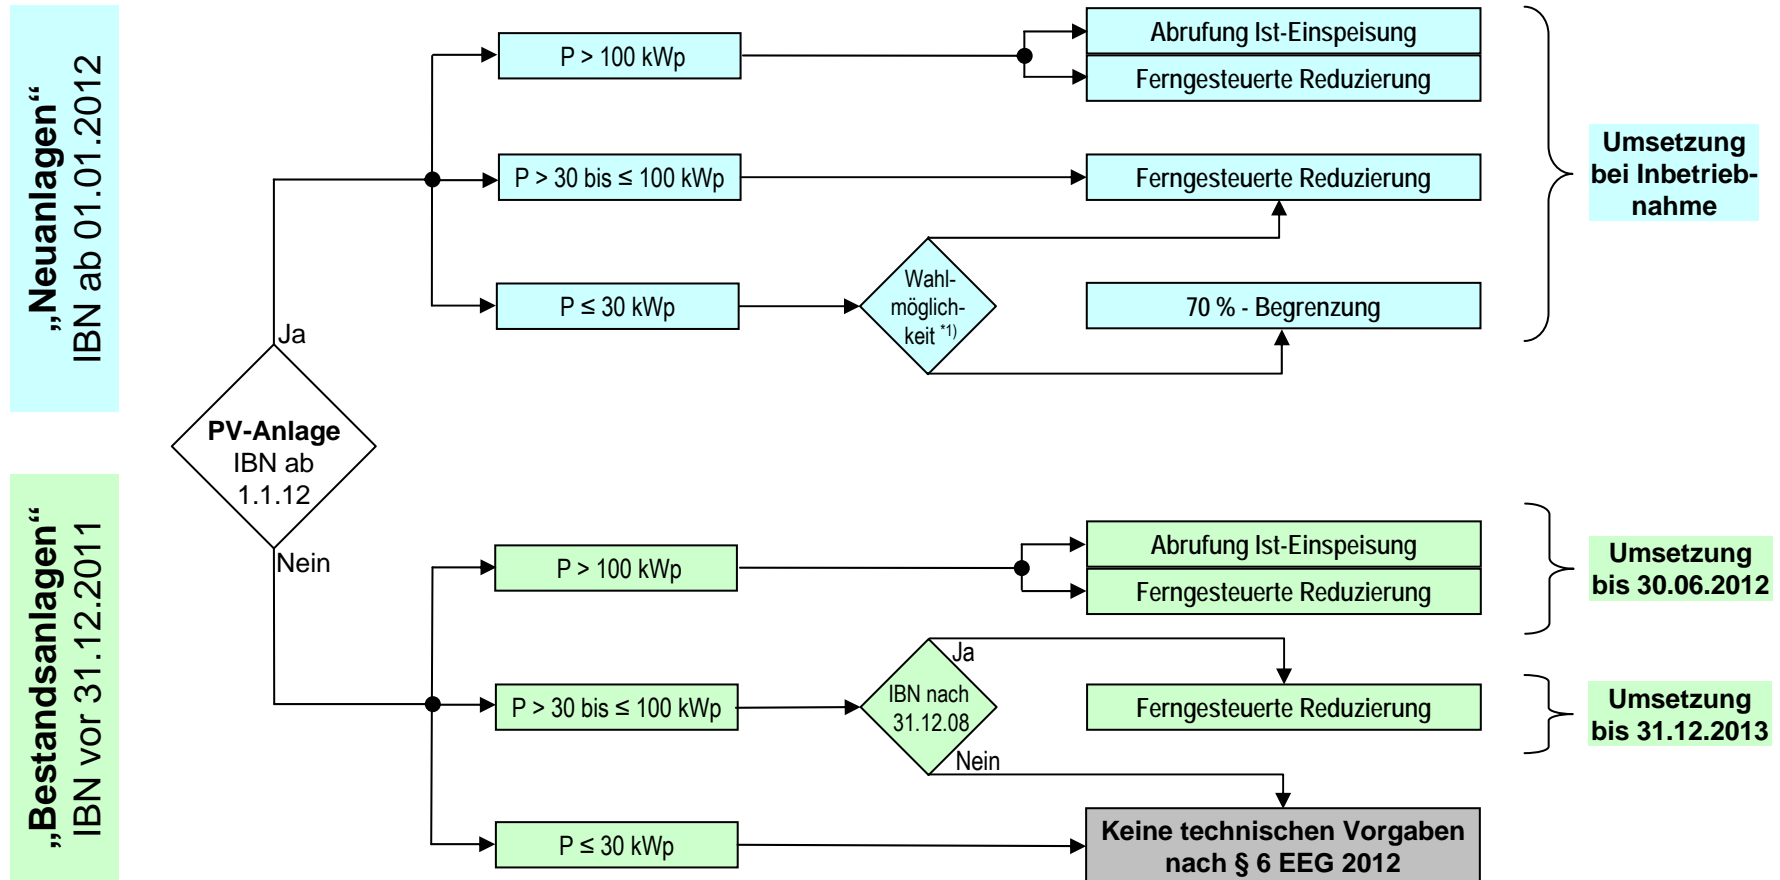 „Neuanlagen“
IBN ab 01.01.2012
P > 100 kWp
Abrufung Ist-Einspeisung
Ferngesteuerte Reduzierung
P > 30 bis ≤ 100 kWp
Ferngesteuerte Reduzierung
P ≤ 30 kWp
Wahl-
möglich-
keit *1)
70 % - Begrenzung
Umsetzung
bei Inbetrieb-
nahme
Ja
PV-Anlage
IBN ab
1.1.12
Nein
„Bestandsanlagen“
IBN vor 31.12.2011
P > 100 kWp
Abrufung Ist-Einspeisung
Ferngesteuerte Reduzierung
Umsetzung
bis 30.06.2012
P > 30 bis ≤ 100 kWp
IBN nach
31.12.08
Ja
Nein
Ferngesteuerte Reduzierung
Umsetzung
bis 31.12.2013
P ≤ 30 kWp
Keine technischen Vorgaben
nach § 6 EEG 2012